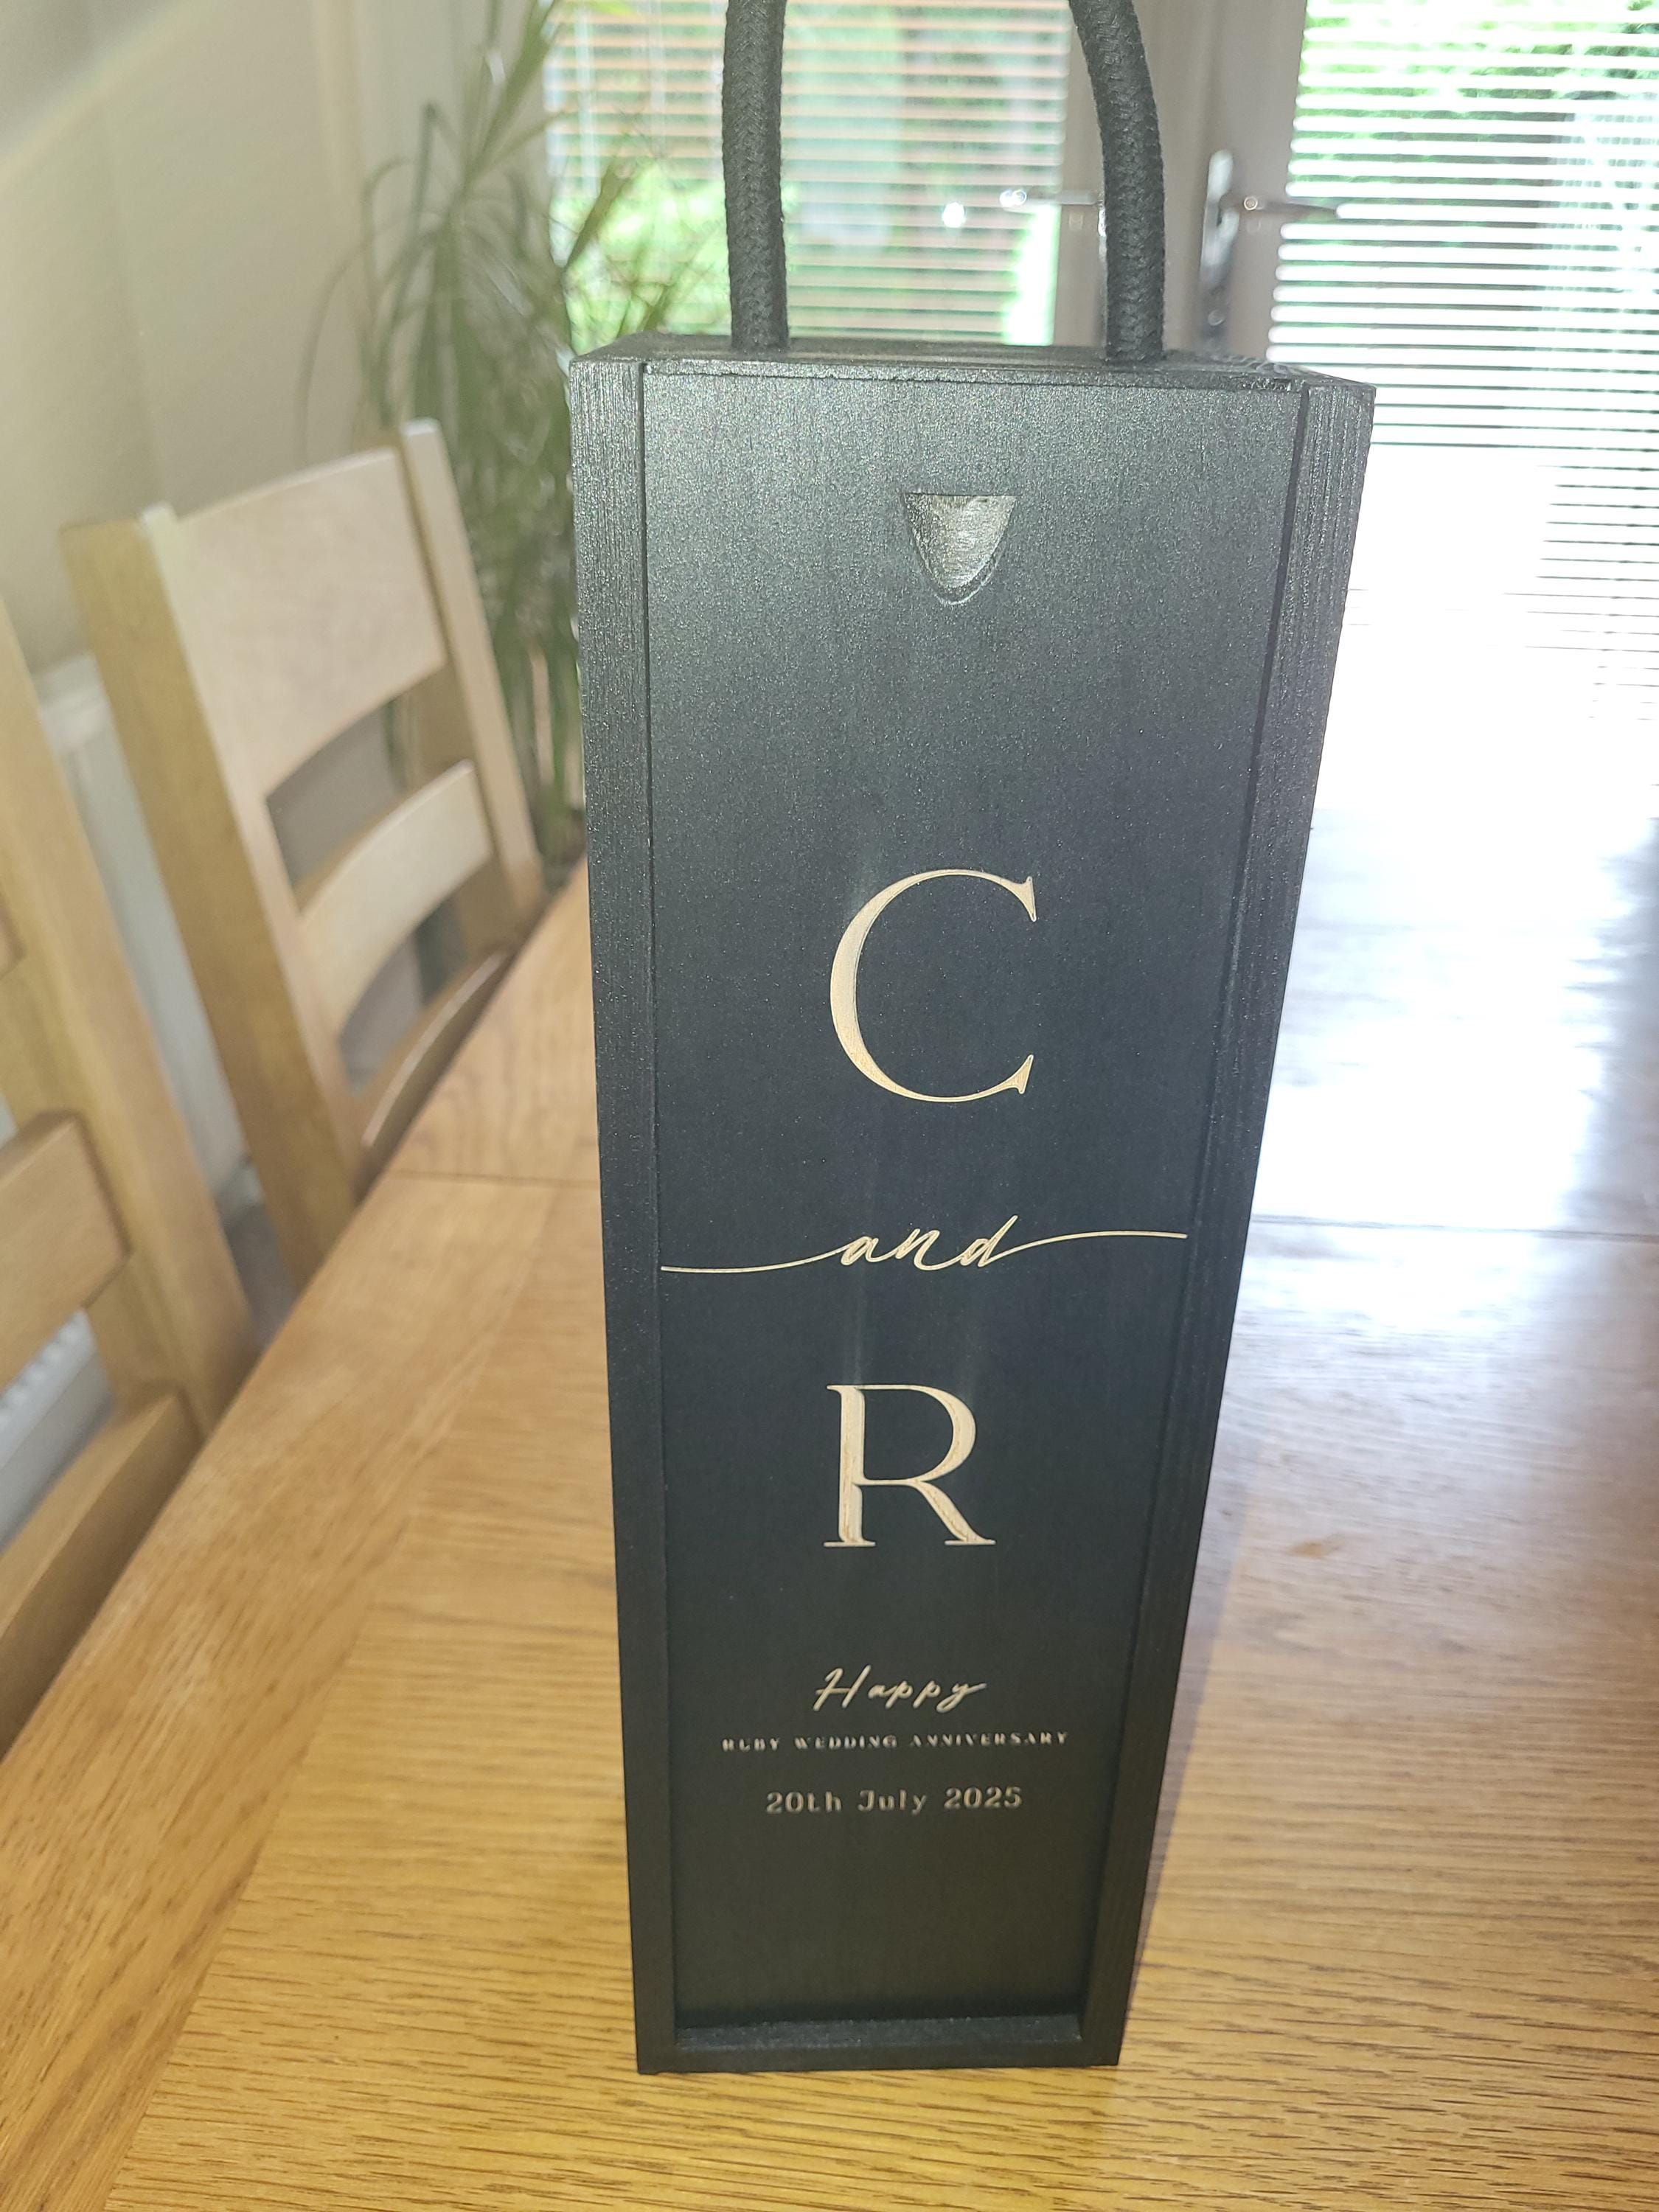 C
and
R
Happy
RUBY WEDDING ANNIVERSARY
20th July 2025